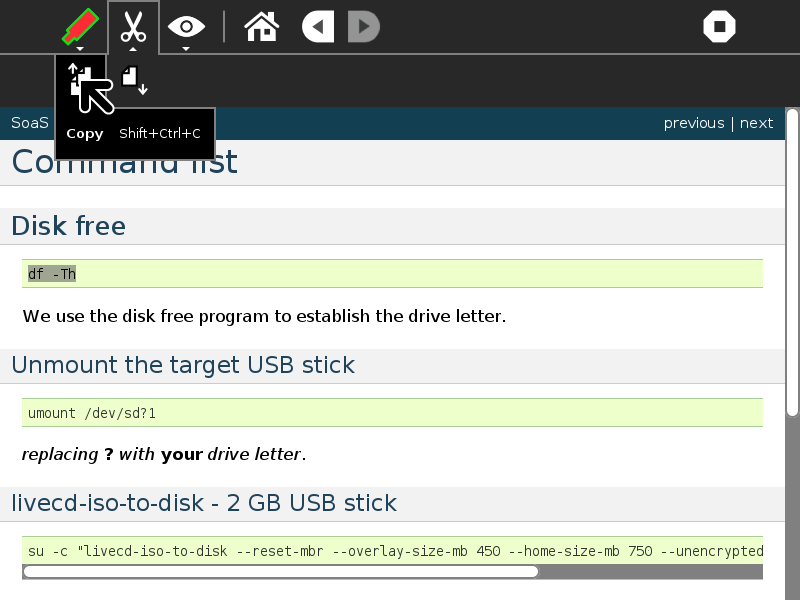 Copy Shift+Ctrl+C
SoaS previous | next
Command list
Disk free
df -Th
We use the disk free program to establish the drive letter.
Unmount the target USB stick
umount /dev/sd?1
replacing ? with your drive letter.
livecd-iso-to-disk - 2 GB USB stick
su -c "livecd-iso-to-disk --reset-mbr --overlay-size-mb 450 --home-size-mb 750 --unencrypted